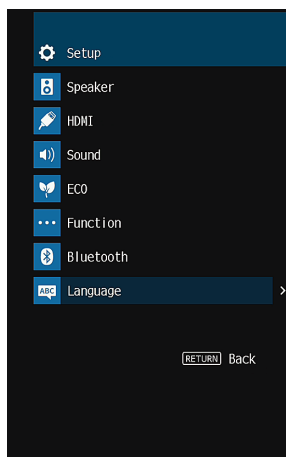 Setup
Speaker
HDMI
Sound
ECO
Function
Bluetooth
ABC Language
RETURN Back